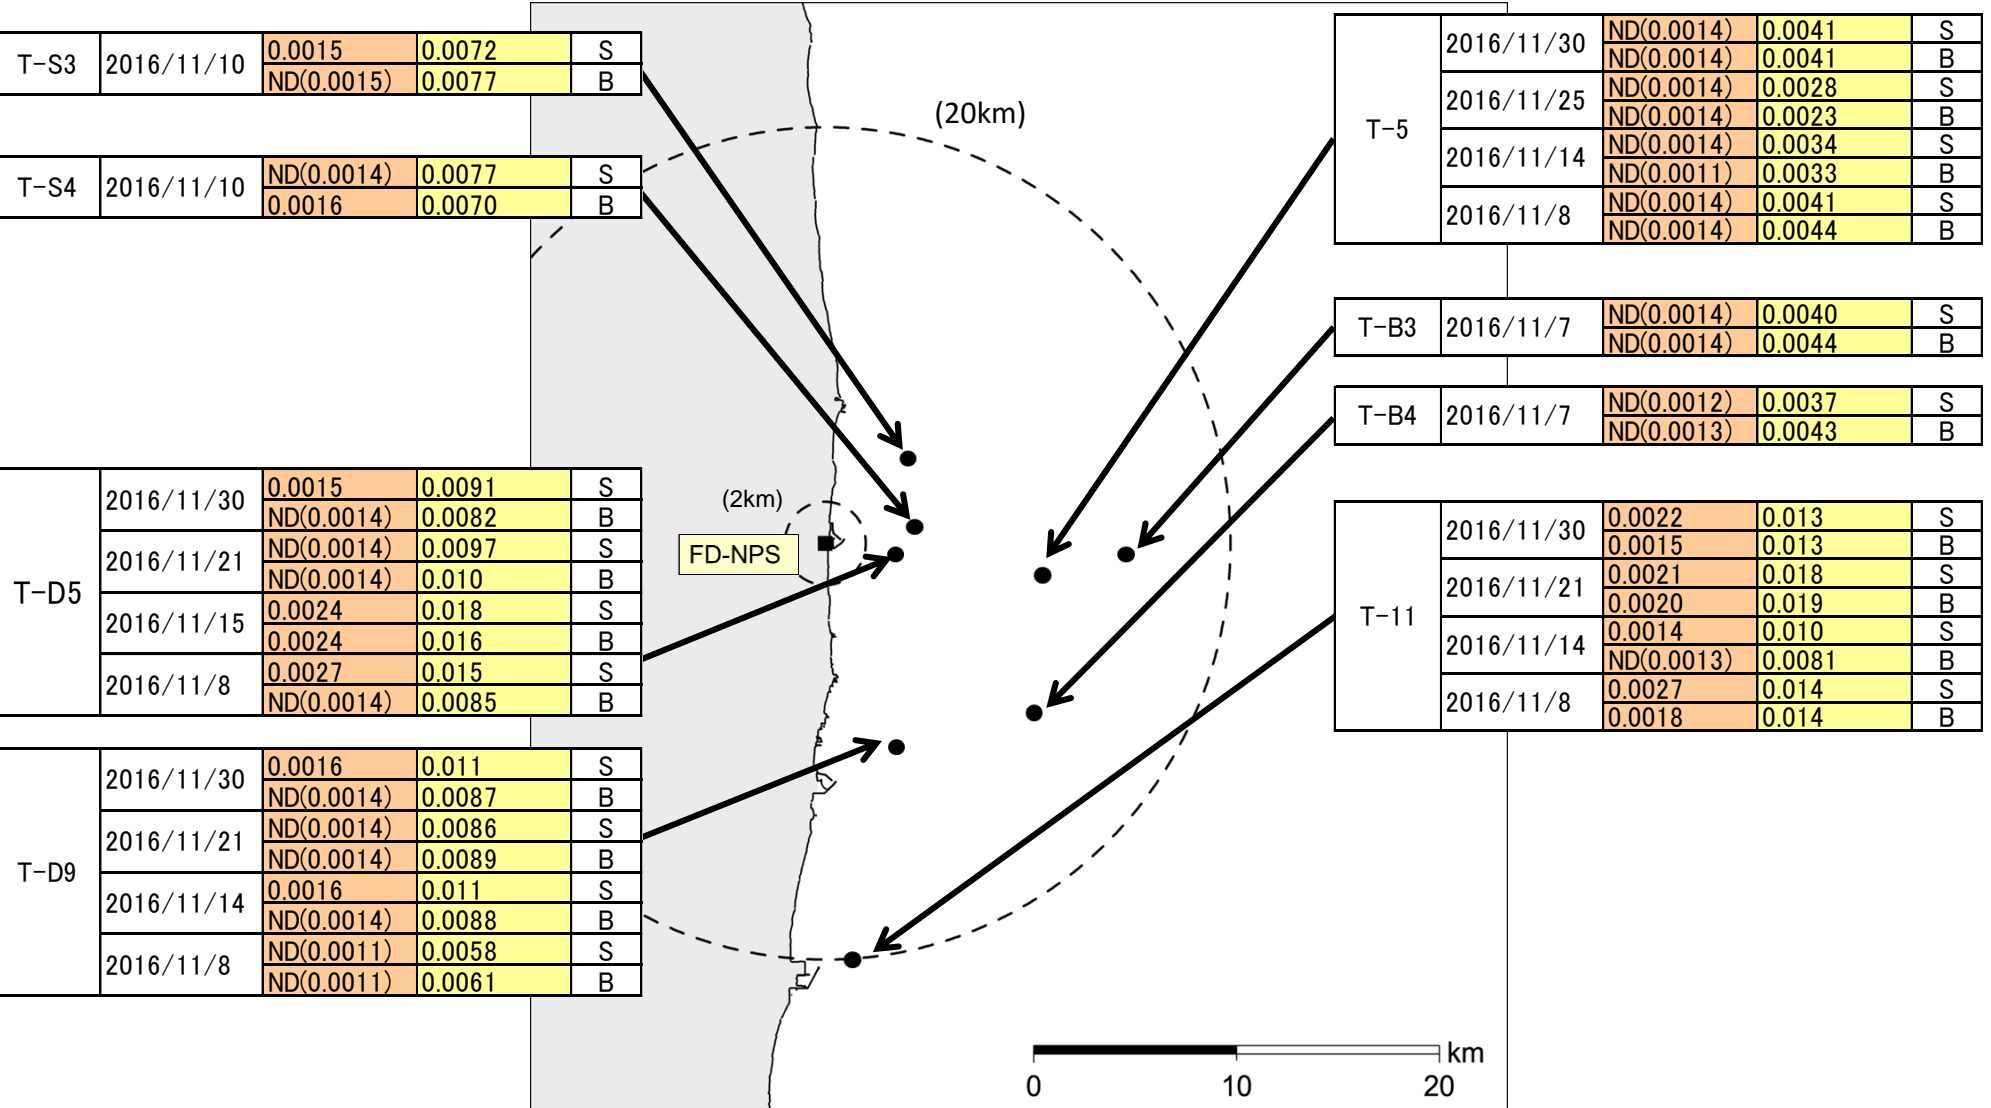 T-S3 2016/11/10 0.0015 0.0072 S
ND(0.0015) 0.0077 B
T-S4 2016/11/10 ND(0.0014) 0.0077 S
0.0016 0.0070 B
T-D5 2016/11/30 0.0015 0.0091 S
ND(0.0014) 0.0082 B
2016/11/21 ND(0.0014) 0.0097 S
ND(0.0014) 0.010 B
2016/11/15 0.0024 0.018 S
0.0024 0.016 B
2016/11/8 0.0027 0.015 S
ND(0.0014) 0.0085 B
T-D9 2016/11/30 0.0016 0.011 S
ND(0.0014) 0.0087 B
2016/11/21 ND(0.0014) 0.0086 S
ND(0.0014) 0.0089 B
2016/11/14 0.0016 0.011 S
ND(0.0014) 0.0088 B
2016/11/8 ND(0.0011) 0.0058 S
ND(0.0011) 0.0061 B
(20km)
(2km)
FD-NPS
T-5 2016/11/30 ND(0.0014) 0.0041 S
ND(0.0014) 0.0041 B
2016/11/25 ND(0.0014) 0.0028 S
ND(0.0014) 0.0023 B
2016/11/14 ND(0.0014) 0.0034 S
ND(0.0011) 0.0033 B
2016/11/8 ND(0.0014) 0.0041 S
ND(0.0014) 0.0044 B
T-B3 2016/11/7 ND(0.0014) 0.0040 S
ND(0.0014) 0.0044 B
T-B4 2016/11/7 ND(0.0012) 0.0037 S
ND(0.0013) 0.0043 B
T-11 2016/11/30 0.0022 0.013 S
0.0015 0.013 B
2016/11/21 0.0021 0.018 S
0.0020 0.019 B
2016/11/14 0.0014 0.010 S
ND(0.0013) 0.0081 B
2016/11/8 0.0027 0.014 S
0.0018 0.014 B
km
0 10 20